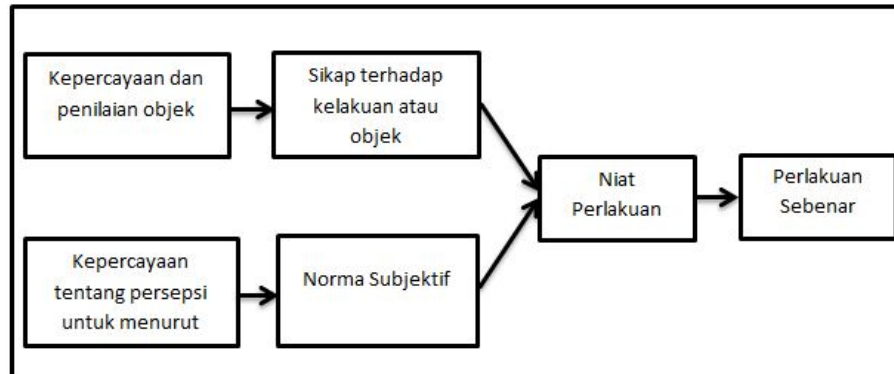 Kepercayaan dan
penilaian objek
Sikap terhadap
kelakuan atau
objek
Niat
Perlakuan
Perlakuan
Sebenar
Kepercayaan
tentang persepsi
untuk menurut
Norma Subjektif